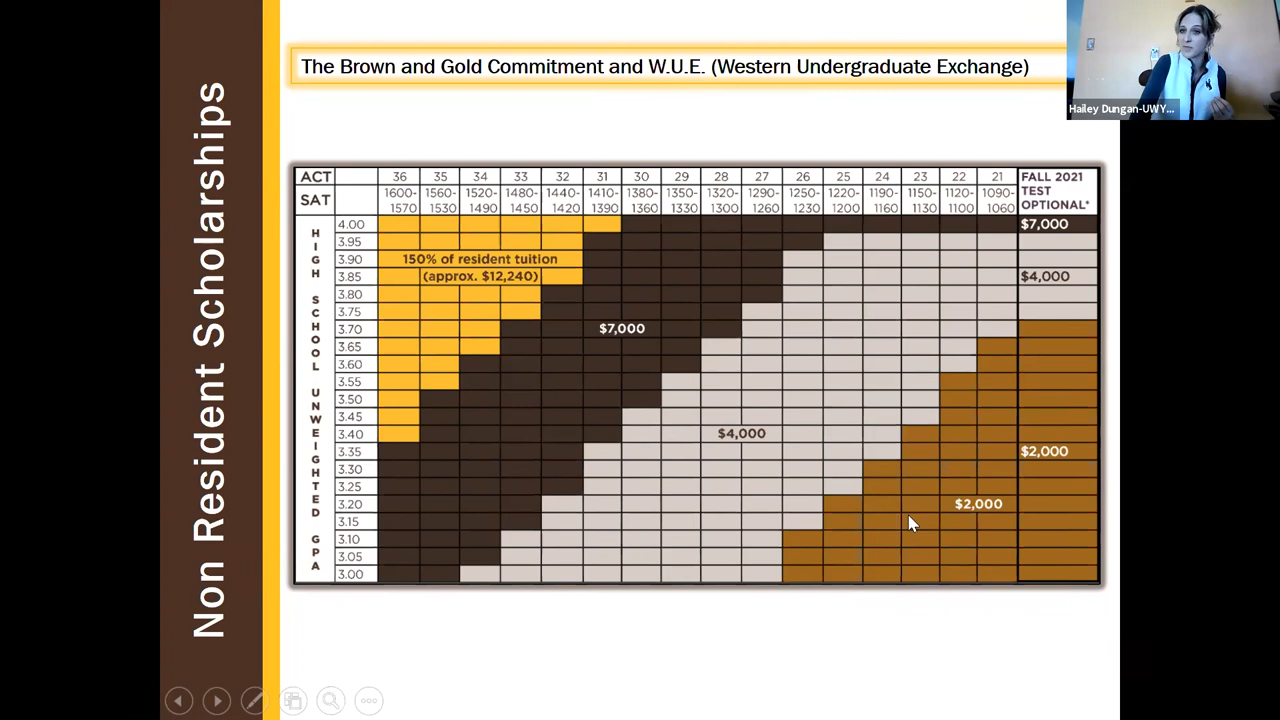 Non Resident Scholarships
The Brown and Gold Commitment and W.U.E. (Western Undergraduate Exchange)
Hailey Dungan-UWY...
ACT 36 35 34 33 32 31 30 29 28 27 26 25 24 23 22 21 FALL 2021 TEST OPTIONAL*
SAT 1600-1570 1560-1530 1520-1490 1480-1450 1440-1420 1410-1390 1380-1360 1350-1330 1320-1300 1290-1260 1250-1230 1220-1200 1190-1160 1150-1130 1120-1100 1090-1060
HIGH SCHOOL UNWEIGHTED GPA
4.00 $7,000
3.95
3.90 150% of resident tuition
3.85 (approx. $12,240) $4,000
3.80
3.75
3.70 $7,000
3.65
3.60
3.55
3.50
3.45
3.40 $4,000
3.35 $2,000
3.30
3.25
3.20 $2,000
3.15
3.10
3.05
3.00